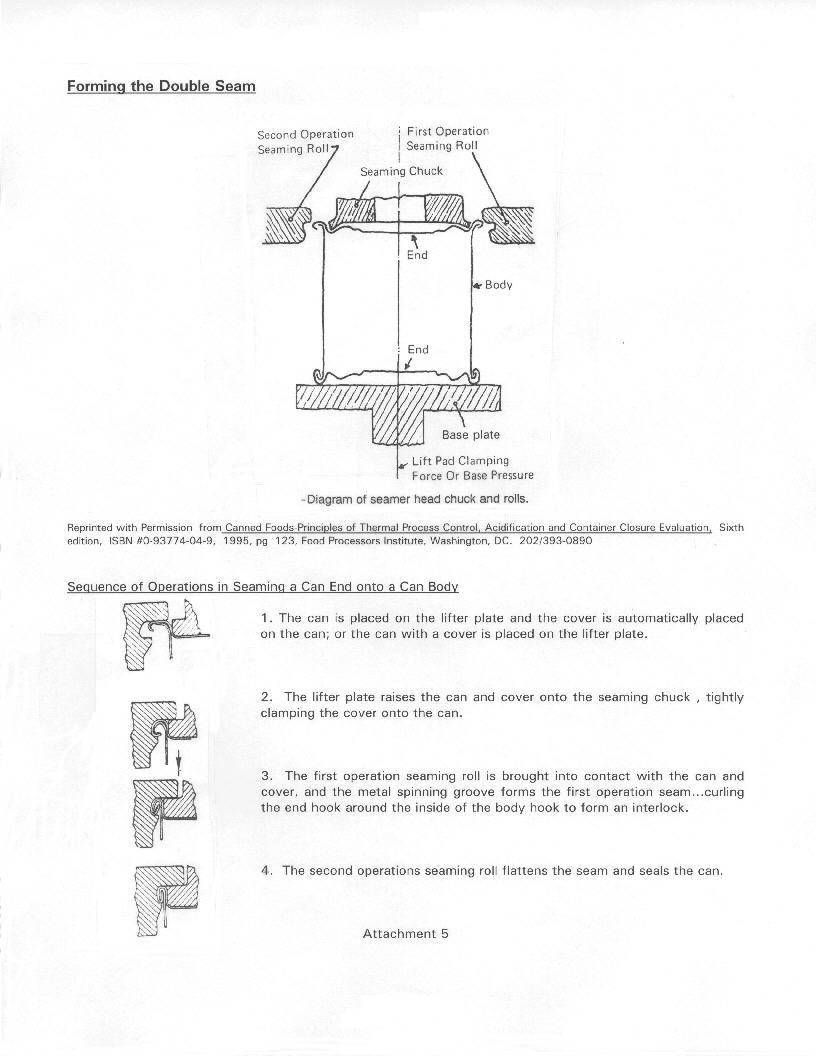 Forming the Double Seam
Second Operation
Seaming Roll
First Operation
Seaming Roll
Seaming Chuck
End
Body
End
Base plate
Lift Pad Clamping
Force Or Base Pressure
-Diagram of seamer head chuck and rolls.
Reprinted with Permission from Canned Foods-Principles of Thermal Process Control, Acidification and Container Closure Evaluation, Sixth
edition, ISBN #0-93774-04-9, 1995, pg 123, Food Processors Institute, Washington, DC. 202/393-0890
Sequence of Operations in Seaming a Can End onto a Can Body
1. The can is placed on the lifter plate and the cover is automatically placed
on the can; or the can with a cover is placed on the lifter plate.
2. The lifter plate raises the can and cover onto the seaming chuck , tightly
clamping the cover onto the can.
3. The first operation seaming roll is brought into contact with the can and
cover, and the metal spinning groove forms the first operation seam...curling
the end hook around the inside of the body hook to form an interlock.
4. The second operations seaming roll flattens the seam and seals the can.
Attachment 5